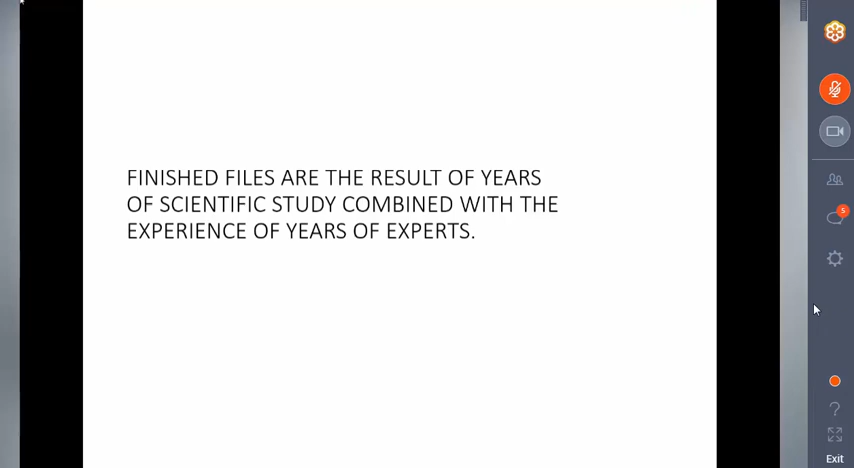 FINISHED FILES ARE THE RESULT OF YEARS
OF SCIENTIFIC STUDY COMBINED WITH THE
EXPERIENCE OF YEARS OF EXPERTS.
5
?
Exit